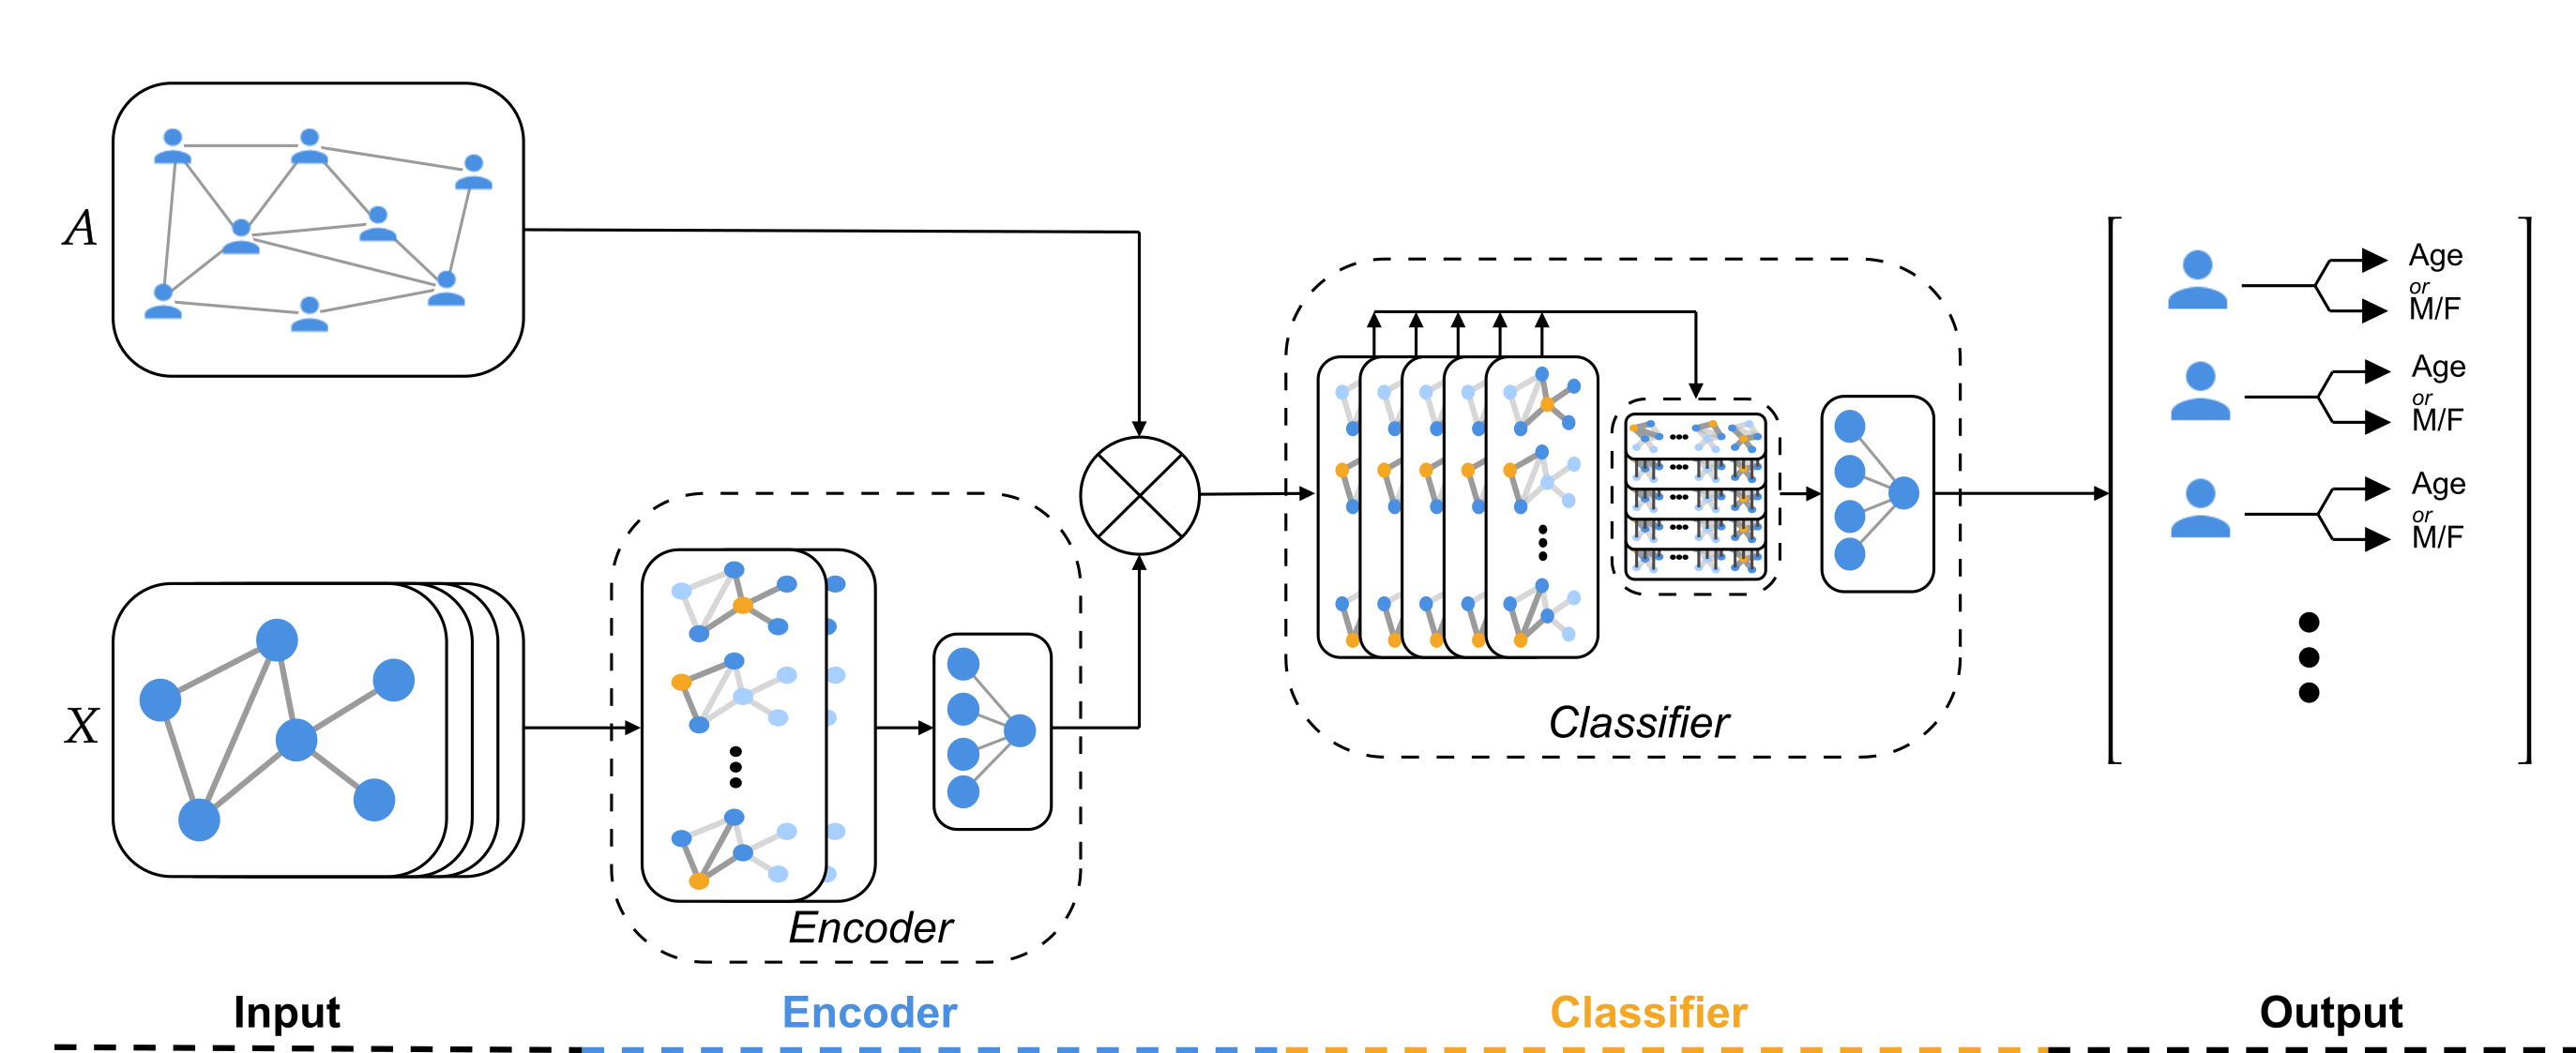 A
X
Encoder
Classifier
Age
or
M/F
Age
or
M/F
Age
or
M/F
Input
Encoder
Classifier
Output